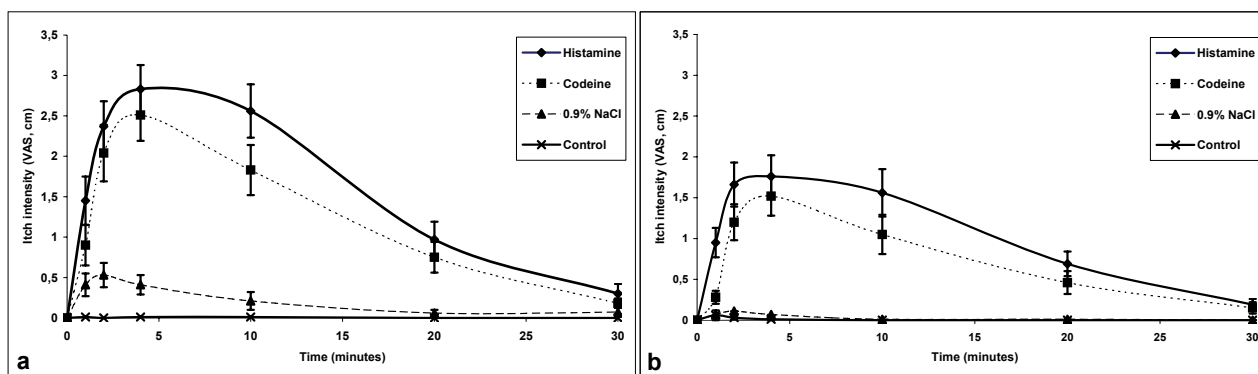 3,5
3
2,5
2
1,5
1
0,5
0
0
5
10
15
20
25
30
Itch intensity (VAS, cm)
Time (minutes)
Histamine
Codeine
0.9% NaCl
Control
a
3,5
3
2,5
2
1,5
1
0,5
0
0
5
10
15
20
25
30
Itch intensity (VAS, cm)
Time (minutes)
Histamine
Codeine
0.9% NaCl
Control
b